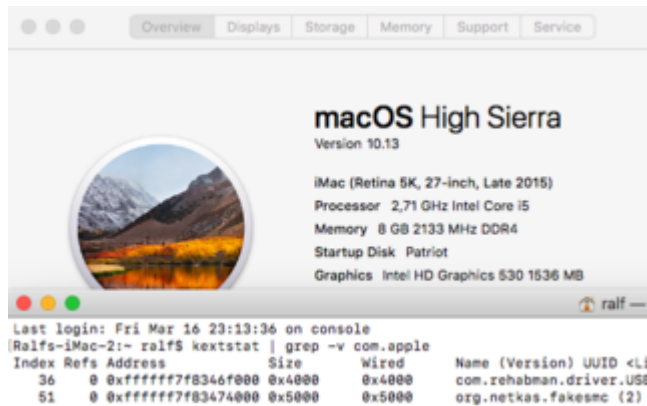 Overview Displays Storage Memory Support Service
macOS High Sierra
Version 10.13
iMac (Retina 5K, 27-inch, Late 2015)
Processor 2,71 GHz Intel Core i5
Memory 8 GB 2133 MHz DDR4
Startup Disk Patriot
Graphics Intel HD Graphics 530 1536 MB
ralf —
Last login: Fri Mar 16 23:13:36 on console
[Ralfs-iMac-2:~ ralf$ kextstat | grep -v com.apple
Index Refs Address Size Wired Name (Version) UUID <Li
36 0 0xffffff7f8346f000 0x4000 0x4000 com.rehabman.driver.USB
51 0 0xffffff7f83474000 0x5000 0x5000 org.netkas.fakesmc (2)